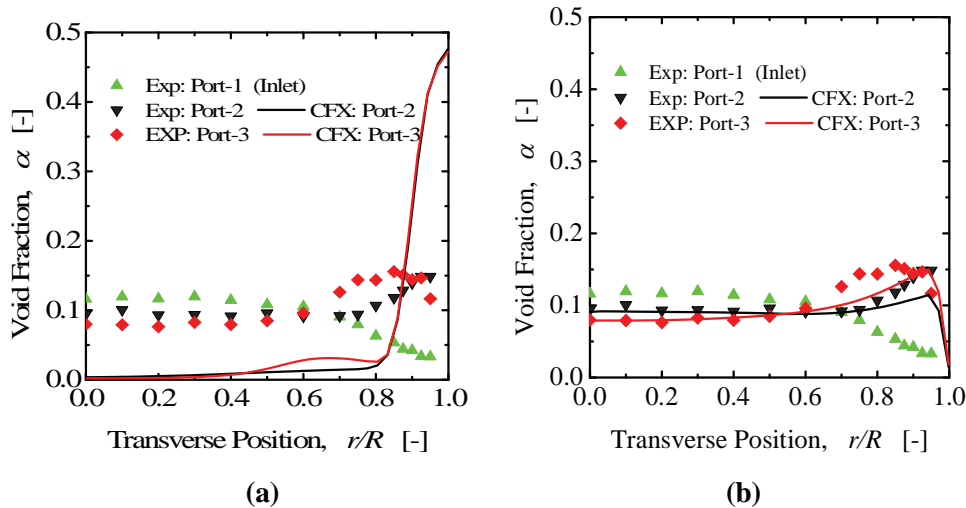 0.5
0.4
0.3
0.2
0.1
0.0
Void Fraction, α [-]
Exp: Port-1 (Inlet)
Exp: Port-2 CFX: Port-2
EXP: Port-3 CFX: Port-3
0.0 0.2 0.4 0.6 0.8 1.0
Transverse Position, r/R [-]
(a)
0.5
0.4
0.3
0.2
0.1
0.0
Void Fraction, α [-]
Exp: Port-1 (Inlet)
Exp: Port-2 CFX: Port-2
EXP: Port-3 CFX: Port-3
0.0 0.2 0.4 0.6 0.8 1.0
Transverse Position, r/R [-]
(b)